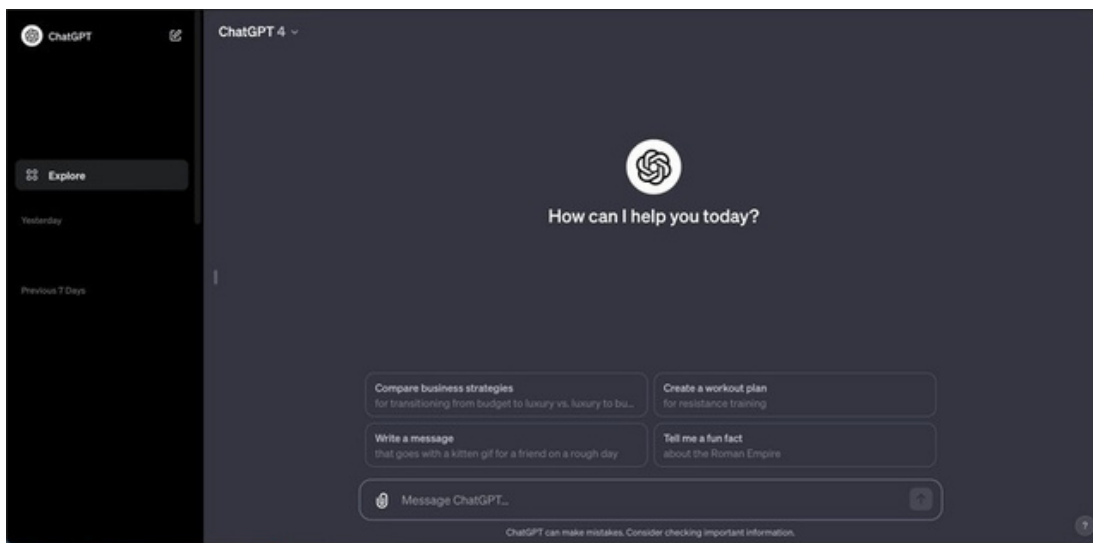 ChatGPT
ChatGPT 4
Explore
Yesterday
Previous 7 Days
How can I help you today?
Compare business strategies
for transitioning from budget to luxury vs. luxury to bu...
Create a workout plan
for resistance training
Write a message
that goes with a kitten gif for a friend on a rough day
Tell me a fun fact
about the Roman Empire
Message ChatGPT...
ChatGPT can make mistakes. Consider checking important information.
?